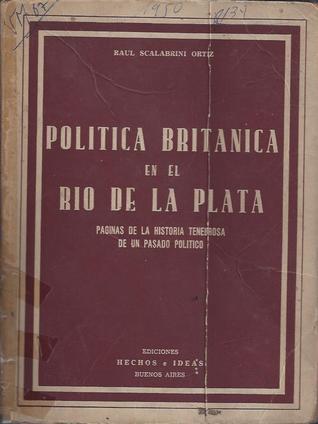 1950
RAUL SCALABRINI ORTIZ
POLITICA BRITANICA
EN EL
RIO DE LA PLATA
PAGINAS DE LA HISTORIA TENEBROSA
DE UN PASADO POLITICO
EDICIONES
HECHOS e IDEAS
BUENOS AIRES